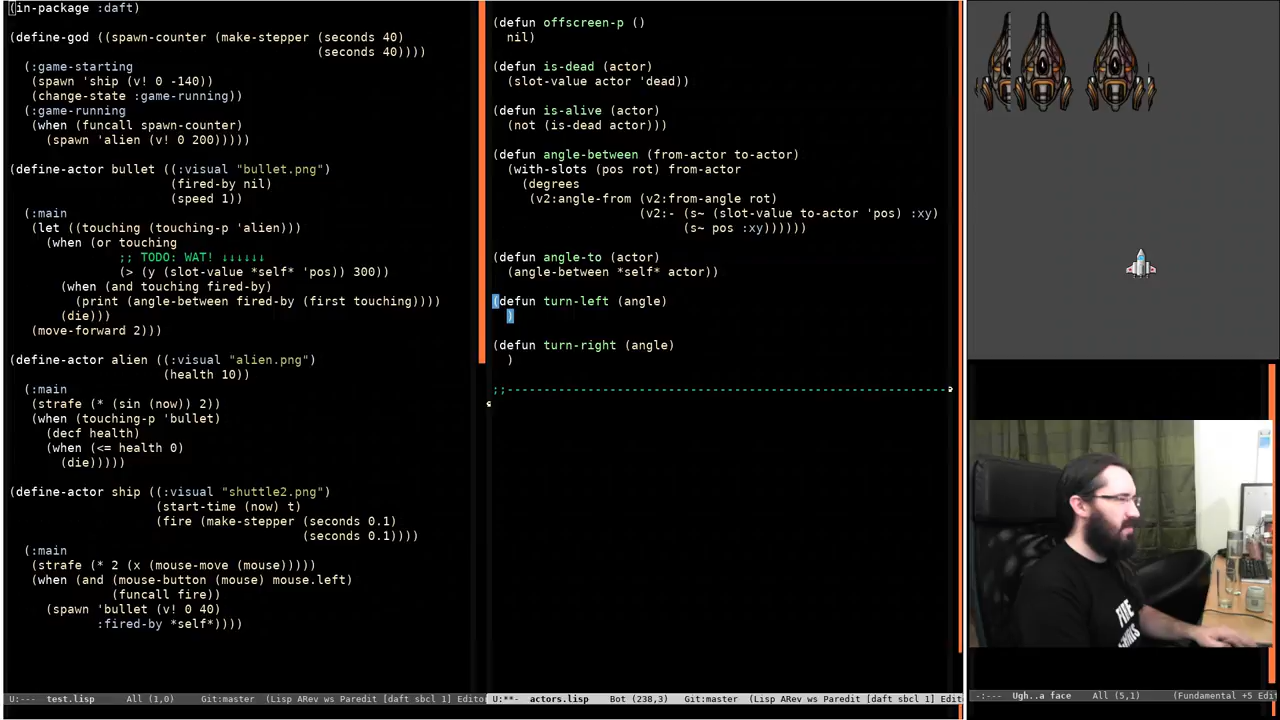 (in-package :daft)
(define-god ((spawn-counter (make-stepper (seconds 40)
(seconds 40))))
(:game-starting
(spawn 'ship (v! 0 -140))
(change-state :game-running))
(:game-running
(when (funcall spawn-counter)
(spawn 'alien (v! 0 200)))))
(define-actor bullet ((:visual "bullet.png")
(fired-by nil)
(speed 1))
(:main
(let ((touching (touching-p 'alien)))
(when (or touching
;; TODO: WAT! ↓↓↓↓↓↓
(> (y (slot-value *self* 'pos)) 300))
(when (and touching fired-by)
(print (angle-between fired-by (first touching))))
(die)))
(move-forward 2)))
(define-actor alien ((:visual "alien.png")
(health 10))
(:main
(strafe (* (sin (now)) 2))
(when (touching-p 'bullet)
(decf health)
(when (<= health 0)
(die)))))
(define-actor ship ((:visual "shuttle2.png")
(start-time (now) t)
(fire (make-stepper (seconds 0.1)
(seconds 0.1))))
(:main
(strafe (* 2 (x (mouse-move (mouse)))))
(when (and (mouse-button (mouse) mouse.left)
(funcall fire))
(spawn 'bullet (v! 0 40)
:fired-by *self*))))
U:--- test.lisp All (1,0) Git:master (Lisp ARev ws Paredit [daft sbcl 1] Edito
(defun offscreen-p ()
nil)
(defun is-dead (actor)
(slot-value actor 'dead))
(defun is-alive (actor)
(not (is-dead actor)))
(defun angle-between (from-actor to-actor)
(with-slots (pos rot) from-actor
(degrees
(v2:angle-from (v2:from-angle rot)
(v2:- (s~ (slot-value to-actor 'pos) :xy)
(s~ pos :xy))))))
(defun angle-to (actor)
(angle-between *self* actor))
(defun turn-left (angle)
)
(defun turn-right (angle)
)
;;-------------------------------------------------------------
U:**- actors.lisp Bot (238,3) Git:master (Lisp ARev ws Paredit [daft sbcl 1] Edito
-:--- Ugh..a face All (5,1) (Fundamental +5 Edit